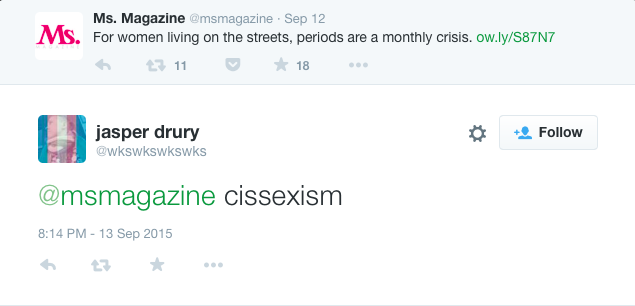 Ms.
Ms. Magazine @msmagazine · Sep 12
For women living on the streets, periods are a monthly crisis. ow.ly/S87N7
11 18
jasper drury
@wkswkswkswks
Follow
@msmagazine cissexism
8:14 PM - 13 Sep 2015